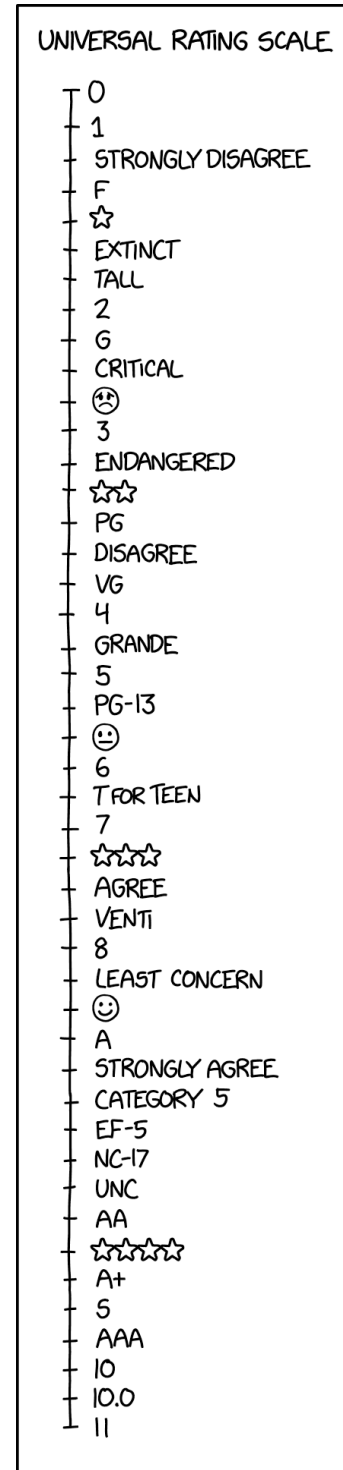 UNIVERSAL RATING SCALE
0
1
STRONGLY DISAGREE
F
☆
EXTINCT
TALL
2
G
CRITICAL
☹
3
ENDANGERED
☆☆
PG
DISAGREE
VG
4
GRANDE
5
PG-13
😐
6
T FOR TEEN
7
☆☆☆
AGREE
VENTI
8
LEAST CONCERN
☺
A
STRONGLY AGREE
CATEGORY 5
EF-5
NC-17
UNC
AA
☆☆☆☆
A+
S
AAA
10
10.0
11